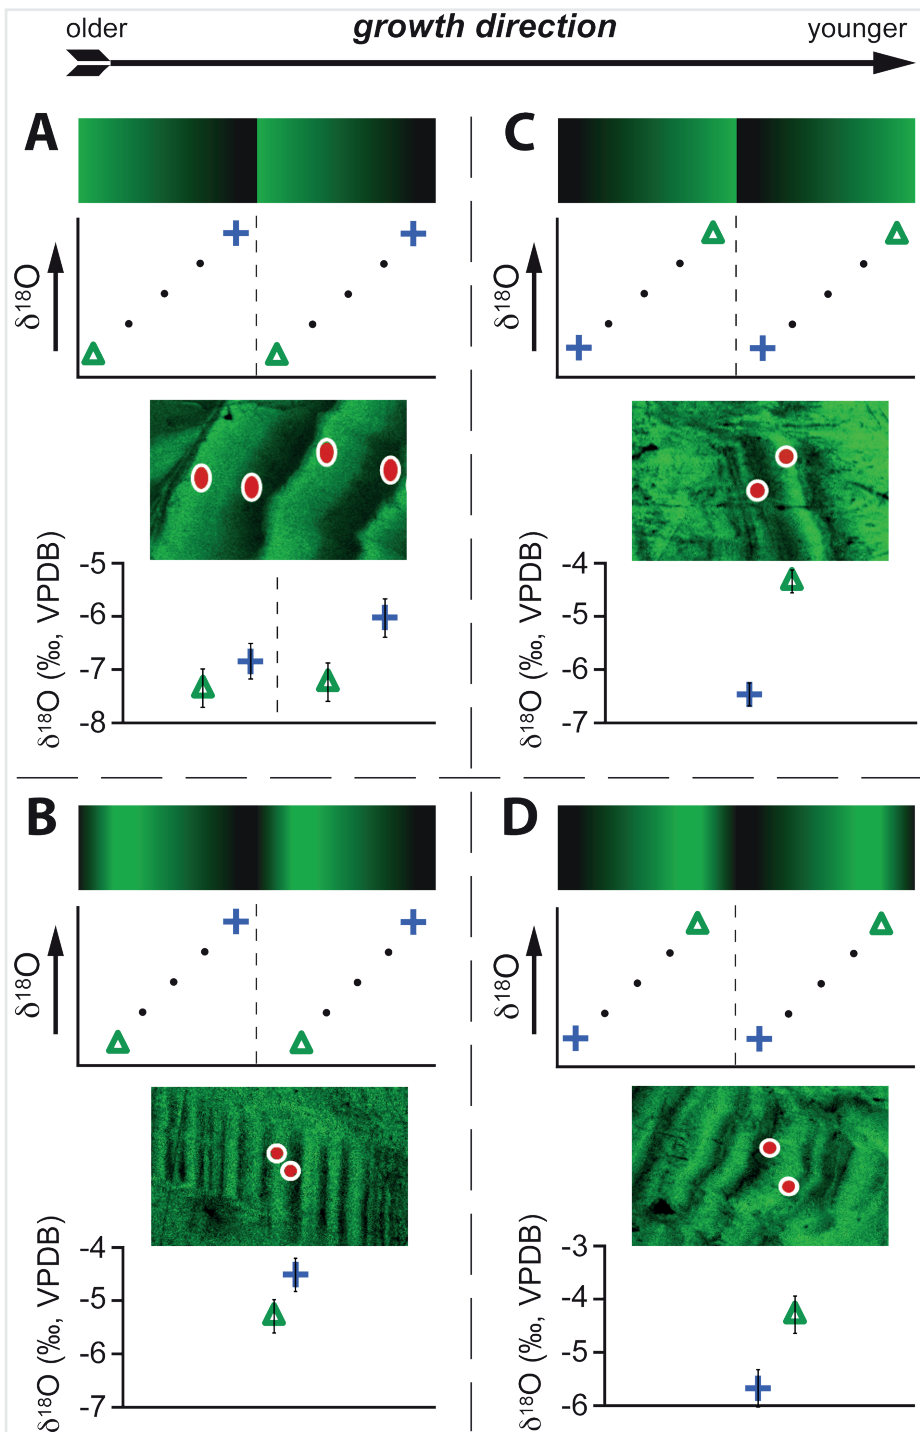 growth direction
older
younger
A
δ18O
δ18O (‰, VPDB)
-5
-6
-7
-8
C
δ18O
δ18O (‰, VPDB)
-4
-5
-6
-7
B
δ18O
δ18O (‰, VPDB)
-4
-5
-6
-7
D
δ18O
δ18O (‰, VPDB)
-3
-4
-5
-6